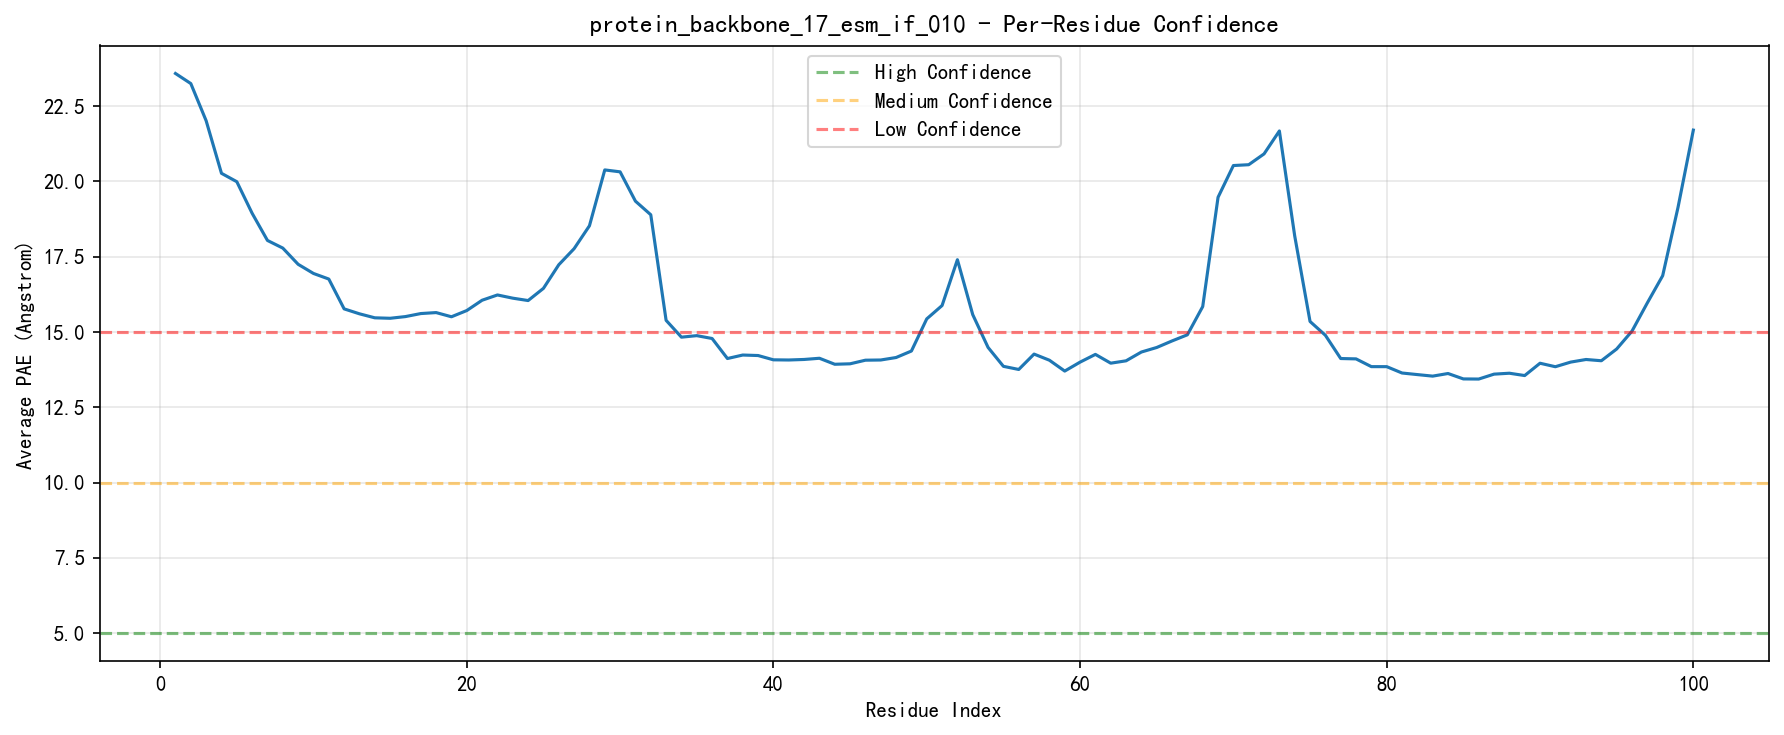 protein_backbone_17_esm_if_010 - Per-Residue Confidence
High Confidence
Medium Confidence
Low Confidence
Average PAE (Angstrom)
22.5
20.0
17.5
15.0
12.5
10.0
7.5
5.0
0 20 40 60 80 100
Residue Index